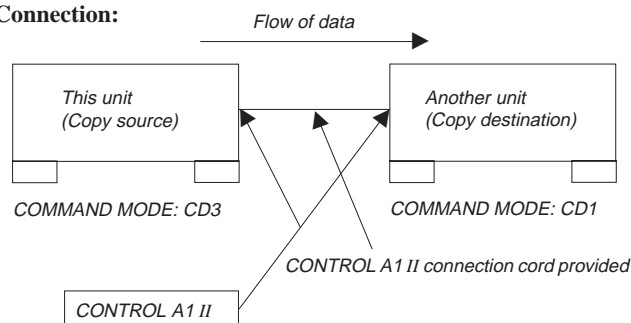 Connection:
Flow of data
This unit
(Copy source)
Another unit
(Copy destination)
COMMAND MODE: CD3
COMMAND MODE: CD1
CONTROL A1 II connection cord provided
CONTROL A1 II